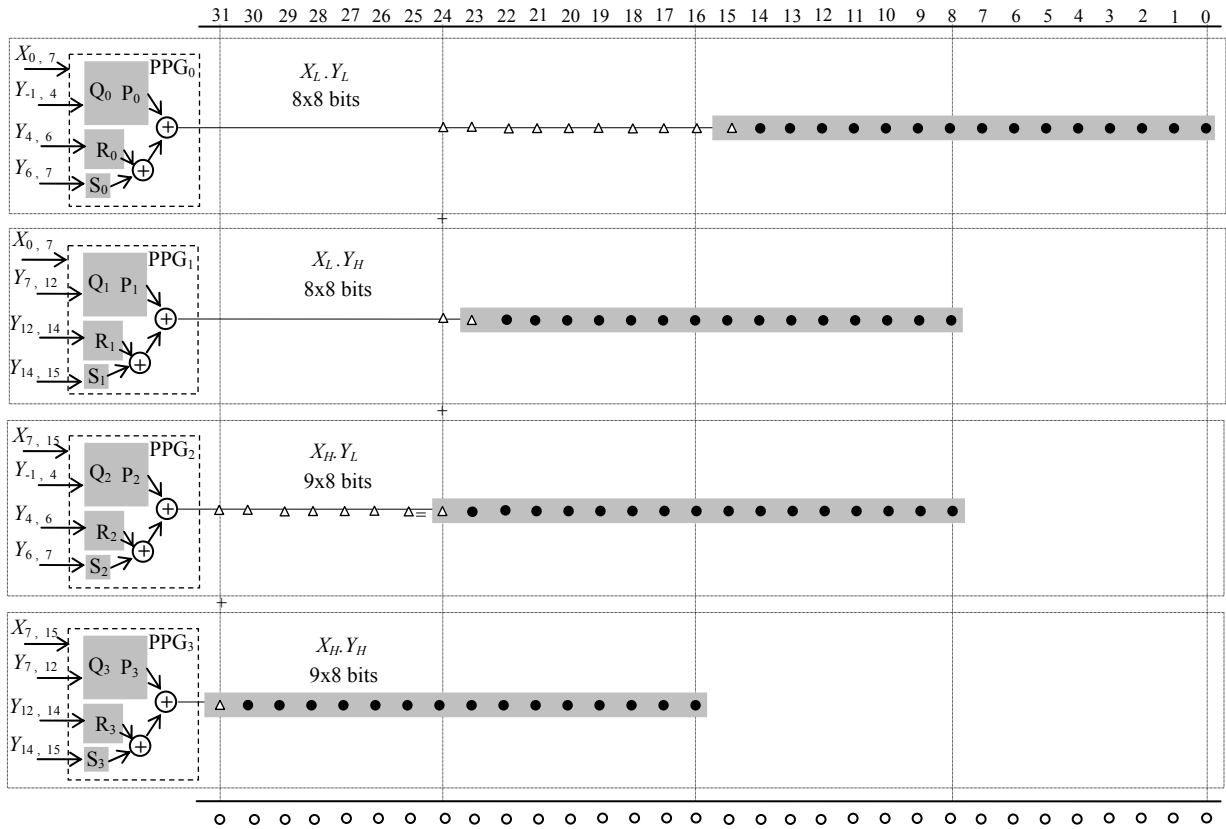 31 30 29 28 27 26 25 24 23 22 21 20 19 18 17 16 15 14 13 12 11 10 9 8 7 6 5 4 3 2 1 0
X0, 7
PPG0
XL.YL
Q0 P0
8x8 bits
Y-1, 4
Y4, 6
R0
Y6, 7
S0
+
X0, 7
PPG1
XL.YH
Q1 P1
8x8 bits
Y7, 12
Y12, 14
R1
Y14, 15
S1
+
X7, 15
PPG2
XH.YL
Q2 P2
9x8 bits
Y-1, 4
=
Y4, 6
R2
Y6, 7
S2
+
X7, 15
PPG3
XH.YH
Q3 P3
9x8 bits
Y7, 12
Y12, 14
R3
Y14, 15
S3